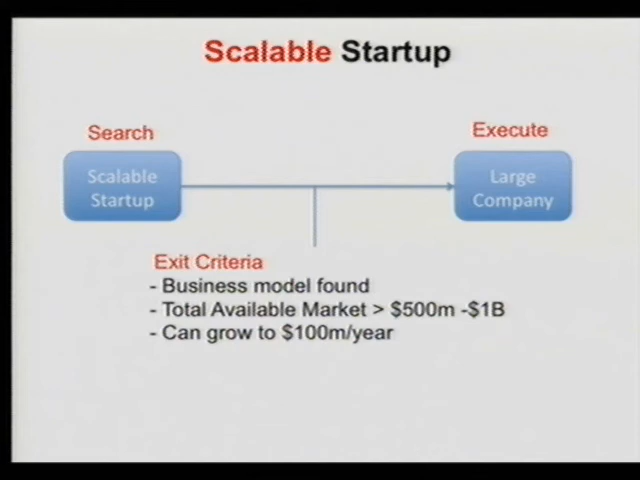 Scalable Startup
Search
Execute
Scalable
Startup
Large
Company
Exit Criteria
- Business model found
- Total Available Market > $500m -$1B
- Can grow to $100m/year